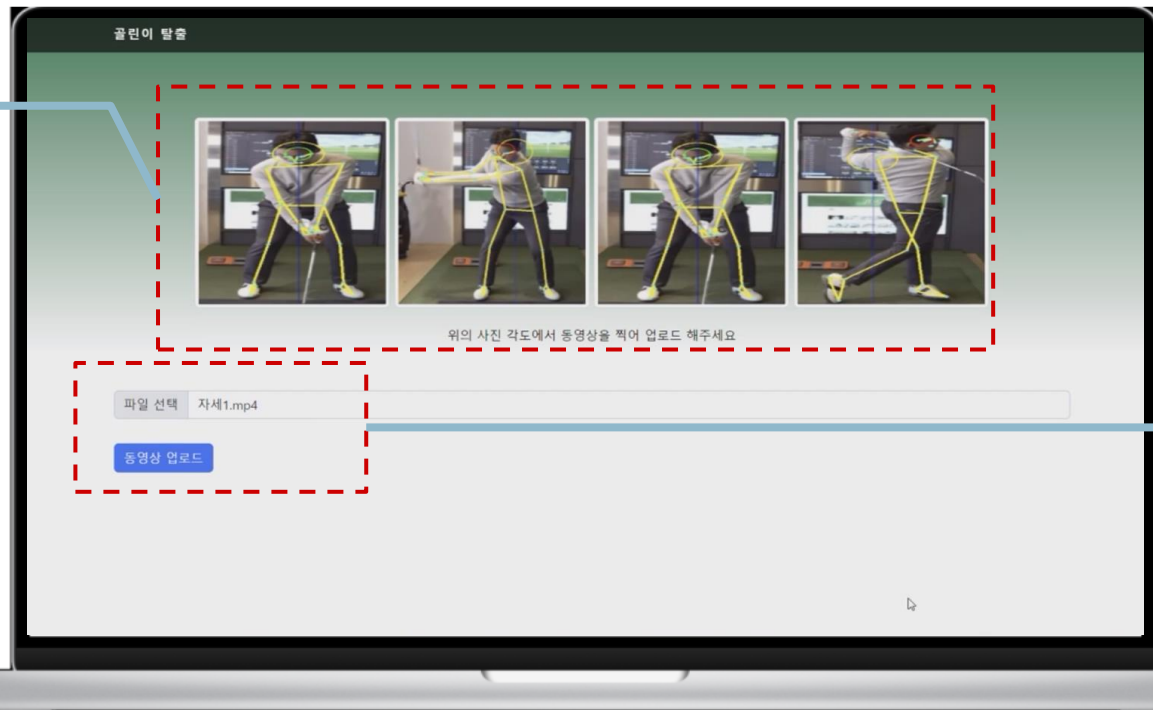 골린이 탈출
위의 사진 각도에서 동영상을 찍어 업로드 해주세요
파일 선택 자세1.mp4
동영상 업로드